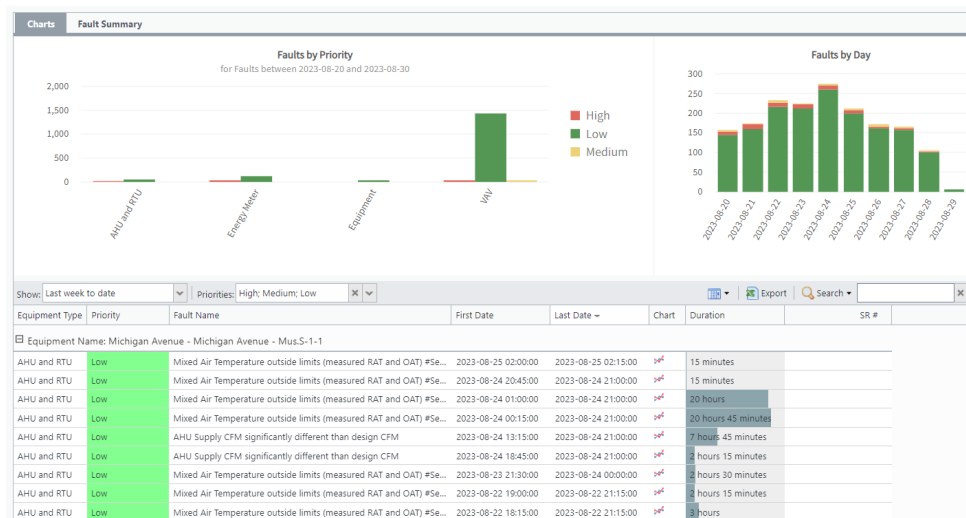 Charts Fault Summary
Faults by Priority
for Faults between 2023-08-20 and 2023-08-30
2,000
1,500
1,000
500
0
AHU and RTU
Energy Meter
Equipment
VAV
High
Low
Medium
Faults by Day
300
250
200
150
100
50
0
2023-08-20
2023-08-21
2023-08-22
2023-08-23
2023-08-24
2023-08-25
2023-08-26
2023-08-27
2023-08-28
2023-08-29
Show: Last week to date Priorities: High; Medium; Low Export Search
Equipment Type Priority Fault Name First Date Last Date Chart Duration SR #
Equipment Name: Michigan Avenue - Michigan Avenue - Mus.S-1-1
AHU and RTU Low Mixed Air Temperature outside limits (measured RAT and OAT) #Se... 2023-08-25 02:00:00 2023-08-25 02:15:00 15 minutes
AHU and RTU Low Mixed Air Temperature outside limits (measured RAT and OAT) #Se... 2023-08-24 20:45:00 2023-08-24 21:00:00 15 minutes
AHU and RTU Low Mixed Air Temperature outside limits (measured RAT and OAT) #Se... 2023-08-24 01:00:00 2023-08-24 21:00:00 20 hours
AHU and RTU Low Mixed Air Temperature outside limits (measured RAT and OAT) #Se... 2023-08-24 00:15:00 2023-08-24 21:00:00 20 hours 45 minutes
AHU and RTU Low AHU Supply CFM significantly different than design CFM 2023-08-24 13:15:00 2023-08-24 21:00:00 7 hours 45 minutes
AHU and RTU Low AHU Supply CFM significantly different than design CFM 2023-08-24 18:45:00 2023-08-24 21:00:00 2 hours 15 minutes
AHU and RTU Low Mixed Air Temperature outside limits (measured RAT and OAT) #Se... 2023-08-23 21:30:00 2023-08-24 00:00:00 2 hours 30 minutes
AHU and RTU Low Mixed Air Temperature outside limits (measured RAT and OAT) #Se... 2023-08-22 19:00:00 2023-08-22 21:15:00 2 hours 15 minutes
AHU and RTU Low Mixed Air Temperature outside limits (measured RAT and OAT) #Se... 2023-08-22 18:15:00 2023-08-22 21:15:00 3 hours